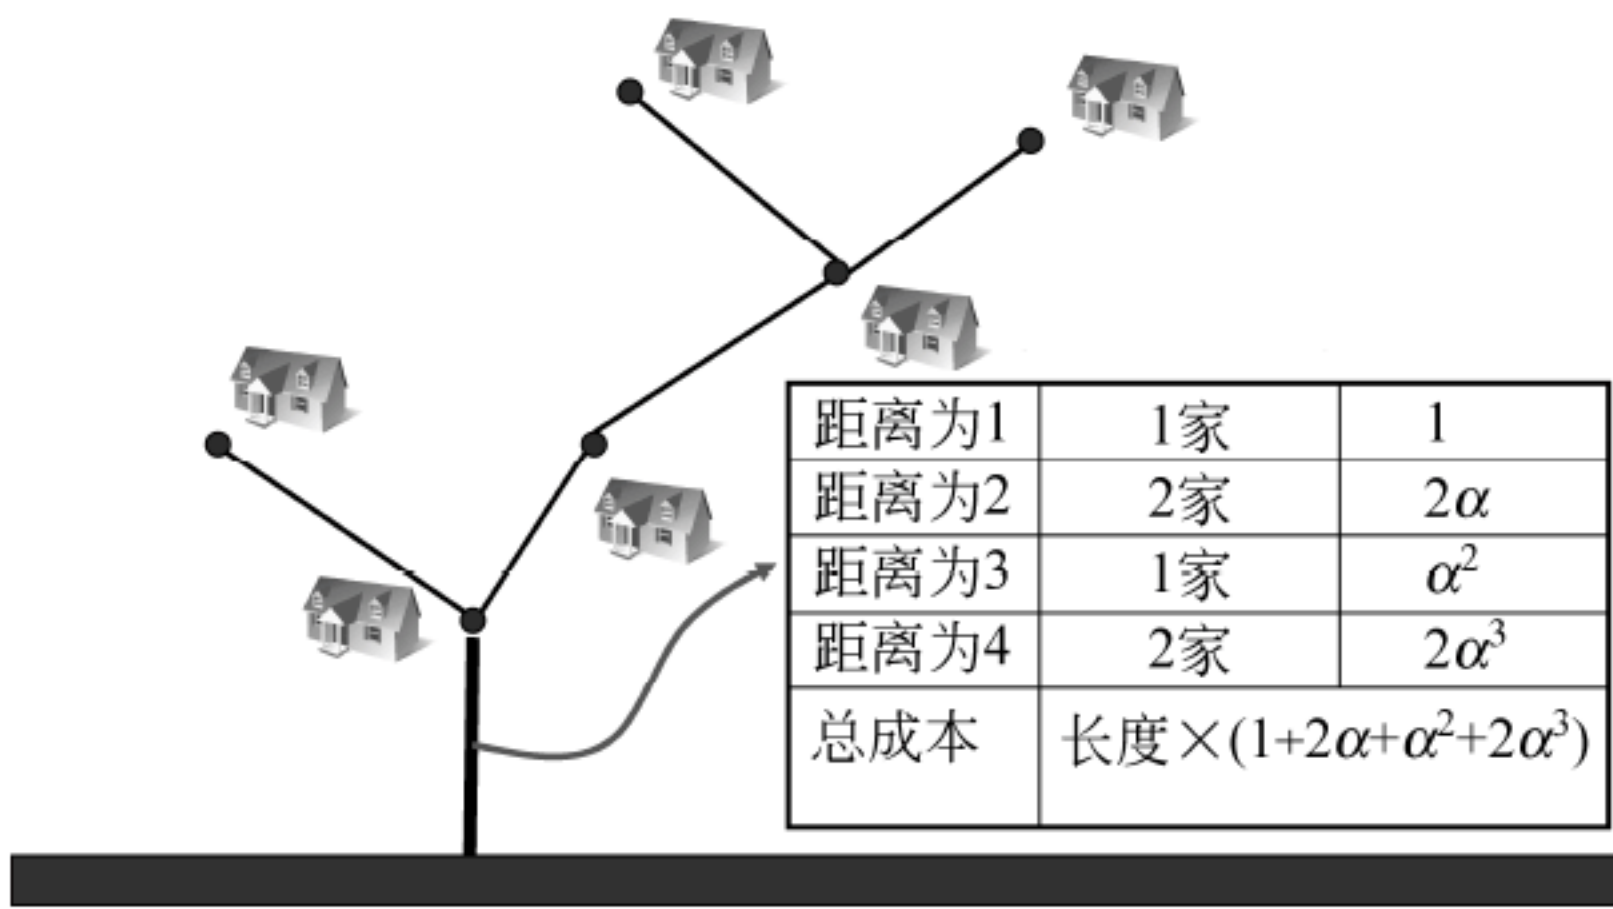 距离为1 1家 1
距离为2 2家 2α
距离为3 1家 α²
距离为4 2家 2α³
总成本 长度×(1+2α+α²+2α³)